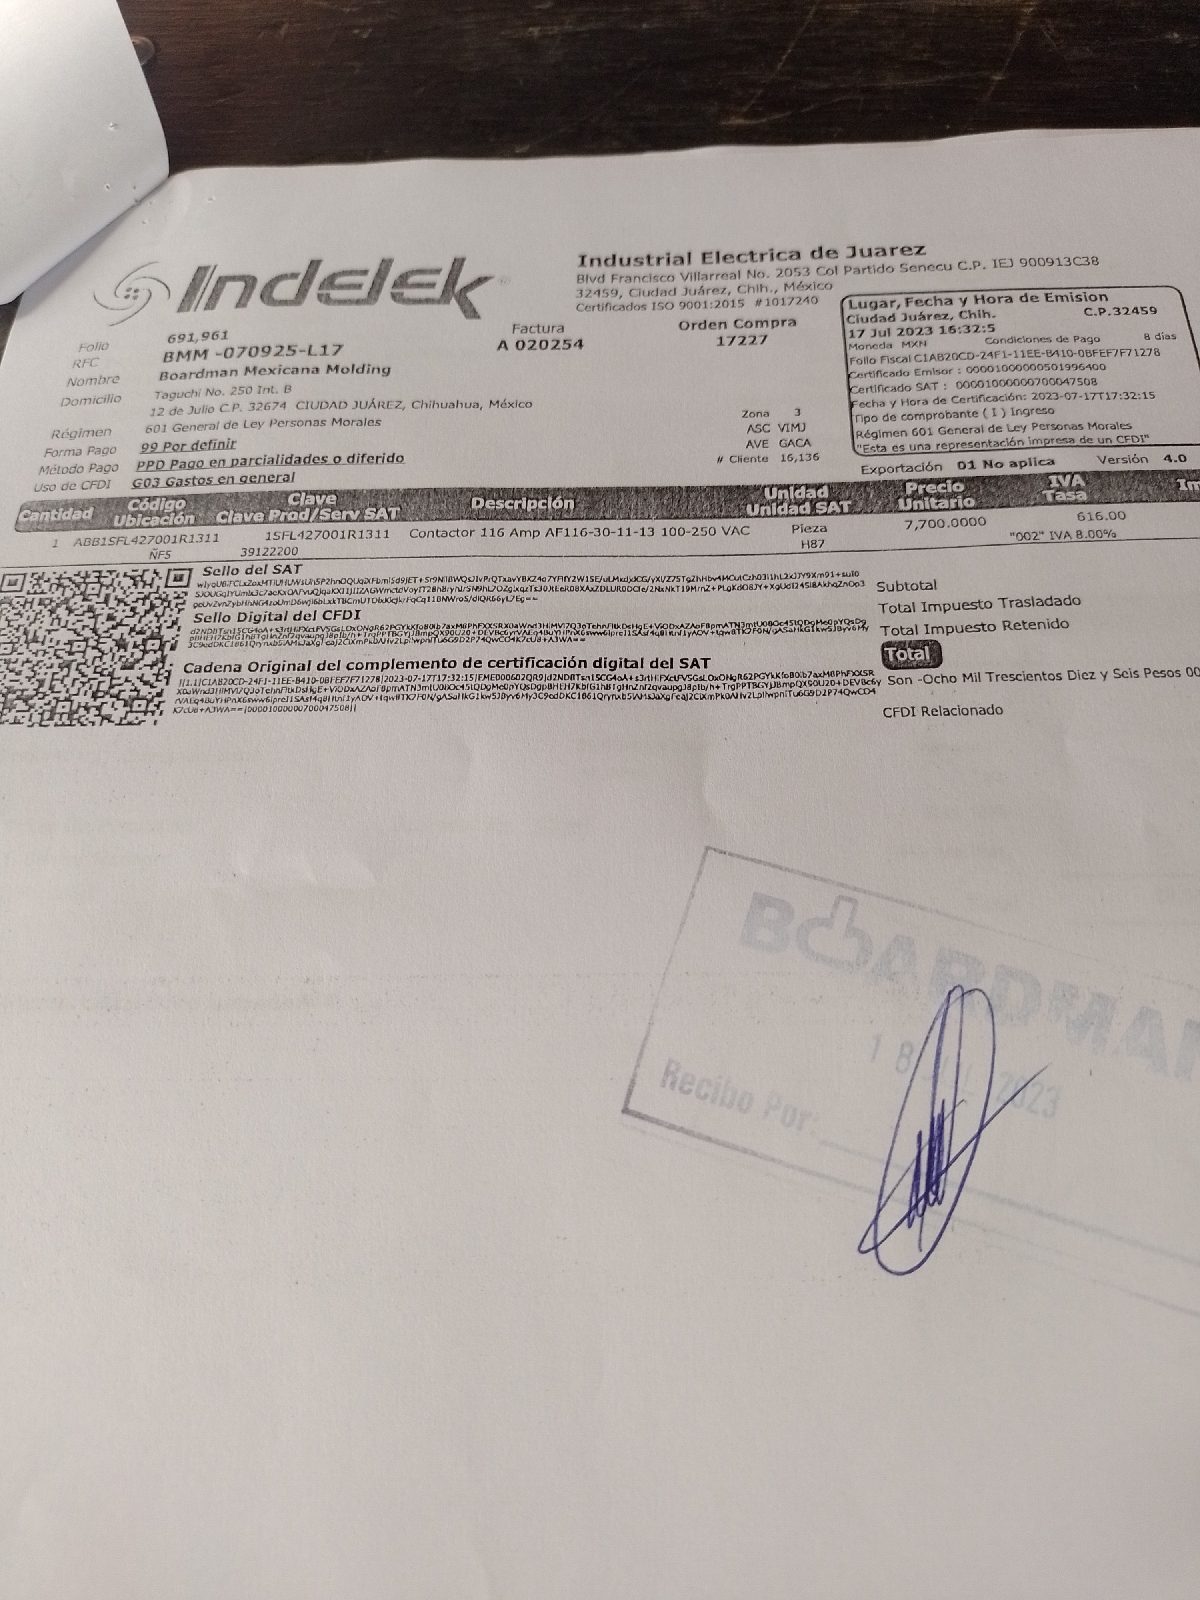 IndElEk
Industrial Electrica de Juarez
Blvd Francisco Villarreal No. 2053 Col Partido Senecu C.P. IEJ 900913C38
32459, Ciudad Juárez, Chih., México
Certificados ISO 9001:2015 #1017240
Folio 691,961
Factura
A 020254
Orden Compra
17227
RFC BMM -070925-L17
Nombre Boardman Mexicana Molding
Domicilio Taguchi No. 250 Int. B
12 de Julio C.P. 32674 CIUDAD JUÁREZ, Chihuahua, México
Régimen 601 General de Ley Personas Morales
Forma Pago 99 Por definir
Método Pago PPD Pago en parcialidades o diferido
Uso de CFDI G03 Gastos en general
Zona 3
ASC VIMJ
AVE GACA
# Cliente 16,136
Lugar, Fecha y Hora de Emision
Ciudad Juárez, Chih. C.P.32459
17 Jul 2023 16:32:5
Moneda MXN Condiciones de Pago 8 dias
Folio Fiscal C1AB20CD-24F1-11EE-B410-0BFEF7F71278
Certificado Emisor : 00001000000501996400
Certificado SAT : 00001000000700047508
Fecha y Hora de Certificación: 2023-07-17T17:32:15
Tipo de comprobante ( I ) Ingreso
Régimen 601 General de Ley Personas Morales
"Esta es una representación impresa de un CFDI"
Exportación 01 No aplica Versión 4.0
Cantidad Código Ubicación Clave Clave Prod/Serv SAT Descripción Unidad Unidad SAT Precio Unitario IVA Tasa Im
1 ABB1SFL427001R1311 1SFL427001R1311 Contactor 116 Amp AF116-30-11-13 100-250 VAC Pieza 7,700.0000 616.00
ÑF5 39122200 H87 "002" IVA 8.00%
Sello del SAT
Sello Digital del CFDI
Cadena Original del complemento de certificación digital del SAT
Subtotal
Total Impuesto Trasladado
Total Impuesto Retenido
Total
Son -Ocho Mil Trescientos Diez y Seis Pesos 00
CFDI Relacionado
BOARDMAN
18 2023
Recibo Por: